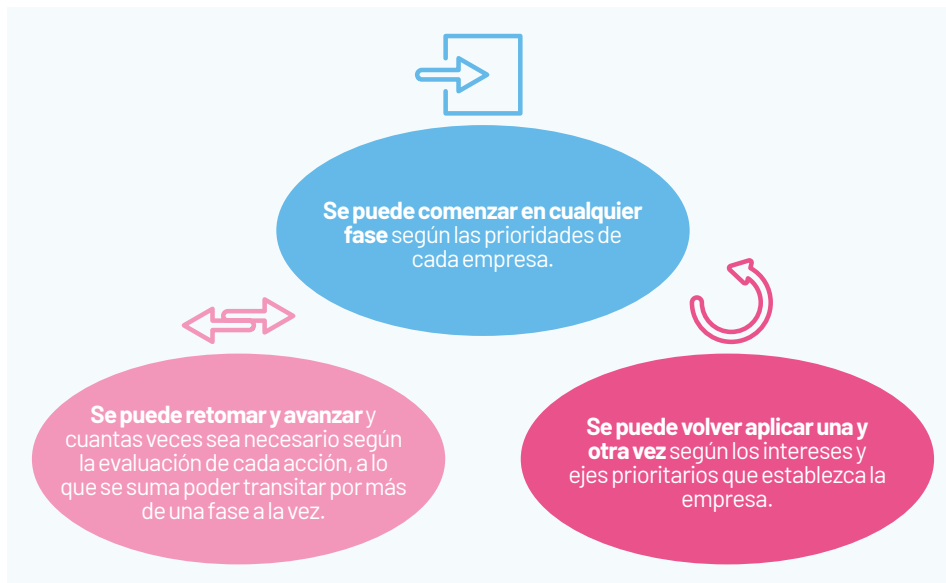 Se puede comenzar en cualquier
fase según las prioridades de
cada empresa.
Se puede retomar y avanzar y
cuantas veces sea necesario según
la evaluación de cada acción, a lo
que se suma poder transitar por más
de una fase a la vez.
Se puede volver aplicar una y
otra vez según los intereses y
ejes prioritarios que establezca la
empresa.